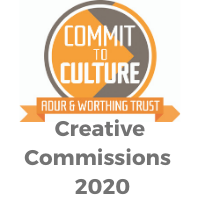 COMMIT
TO
CULTURE
ADUR & WORTHING TRUST
Creative
Commissions
2020